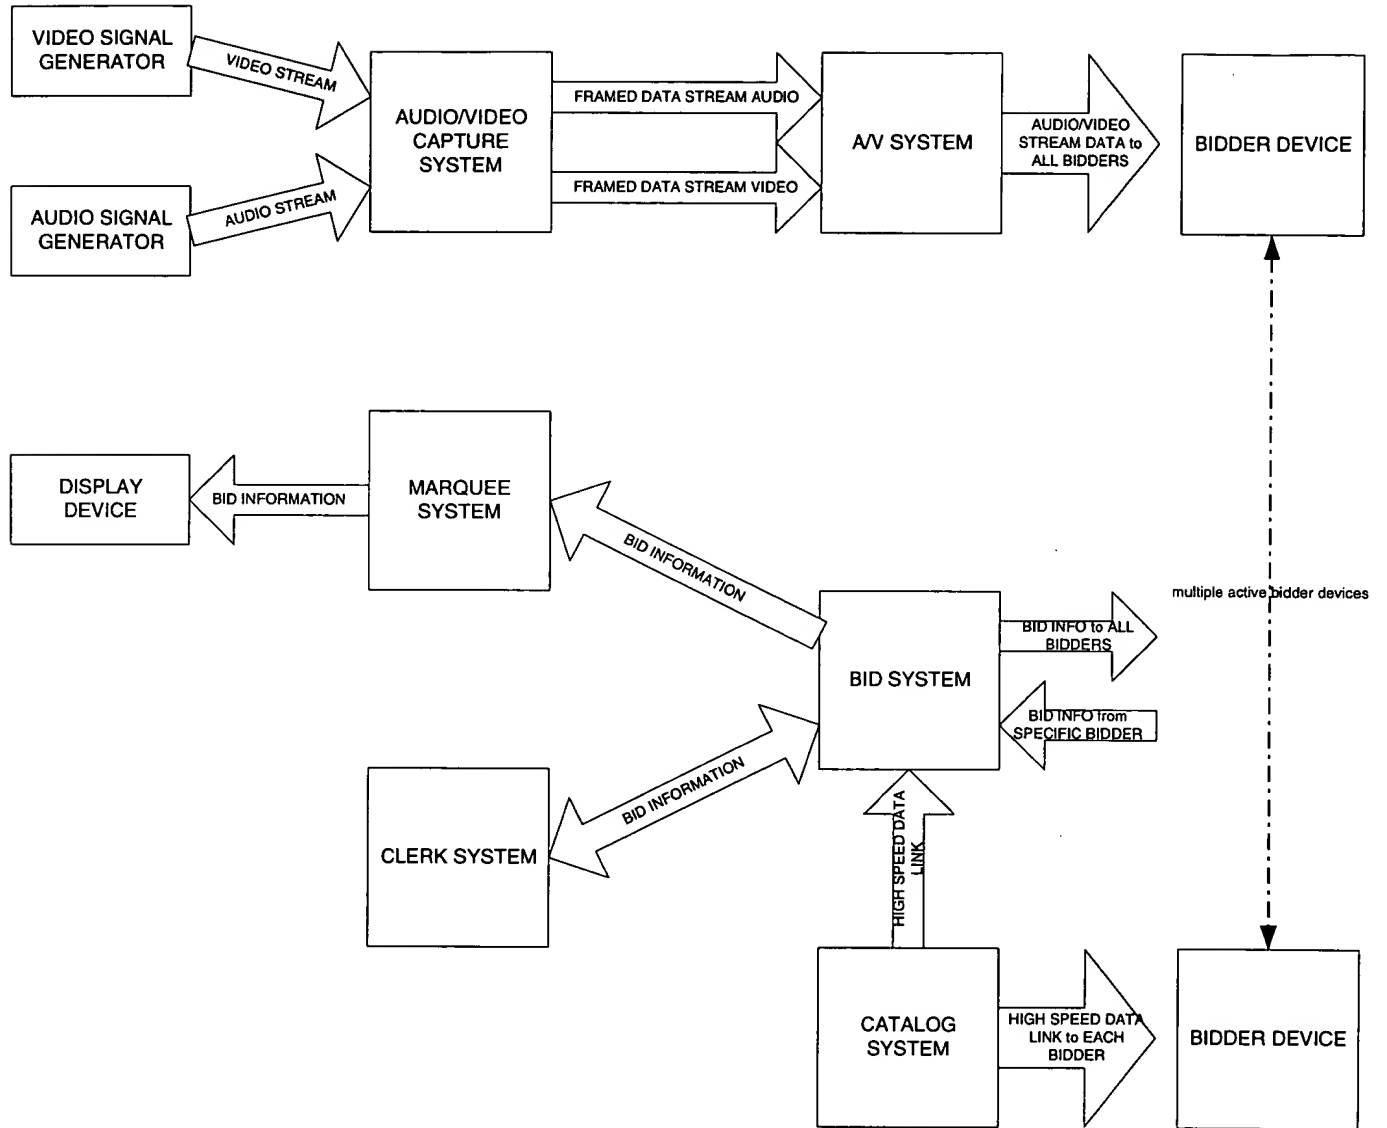 VIDEO SIGNAL
GENERATOR
VIDEO STREAM
AUDIO/VIDEO
CAPTURE
SYSTEM
FRAMED DATA STREAM AUDIO
A/V SYSTEM
AUDIO/VIDEO
STREAM DATA to
ALL BIDDERS
BIDDER DEVICE
AUDIO SIGNAL
GENERATOR
AUDIO STREAM
FRAMED DATA STREAM VIDEO
DISPLAY
DEVICE
BID INFORMATION
MARQUEE
SYSTEM
BID INFORMATION
BID SYSTEM
BID INFO to ALL
BIDDERS
multiple active bidder devices
BID INFO from
SPECIFIC BIDDER
CLERK SYSTEM
BID INFORMATION
HIGH SPEED DATA
LINK
CATALOG
SYSTEM
HIGH SPEED DATA
LINK to EACH
BIDDER
BIDDER DEVICE